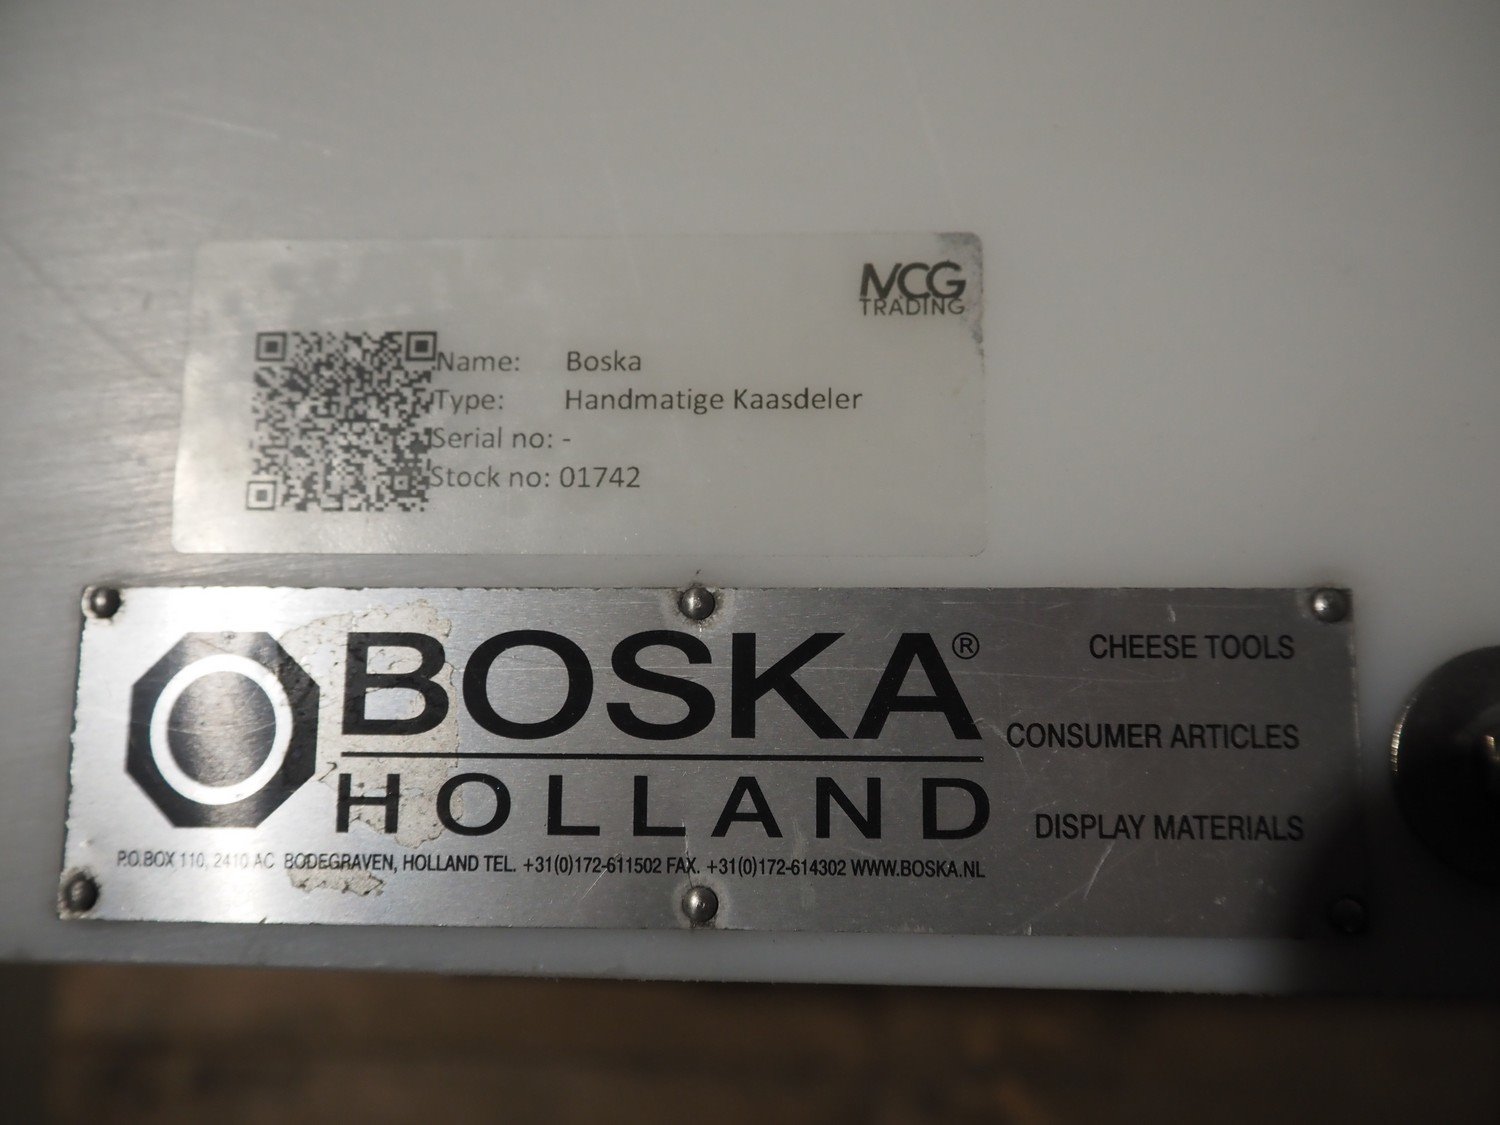 MCG
TRADING
Name: Boska
Type: Handmatige Kaasdeler
Serial no: -
Stock no: 01742
BOSKA®
HOLLAND
CHEESE TOOLS
CONSUMER ARTICLES
DISPLAY MATERIALS
P.O.BOX 110, 2410 AC BODEGRAVEN, HOLLAND TEL. +31(0)172-611502 FAX. +31(0)172-614302 WWW.BOSKA.NL